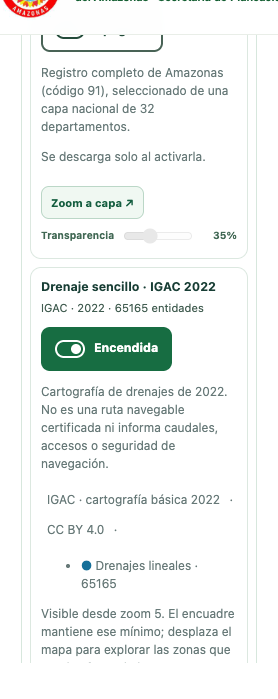 AMAZONAS
Registro completo de Amazonas
(código 91), seleccionado de una
capa nacional de 32
departamentos.
Se descarga solo al activarla.
Zoom a capa ↗
Transparencia 35%
Drenaje sencillo · IGAC 2022
IGAC · 2022 · 65165 entidades
Encendida
Cartografía de drenajes de 2022.
No es una ruta navegable
certificada ni informa caudales,
accesos o seguridad de
navegación.
IGAC · cartografía básica 2022 ·
CC BY 4.0 ·
Drenajes lineales ·
65165
Visible desde zoom 5. El encuadre
mantiene ese mínimo; desplaza el
mapa para explorar las zonas que